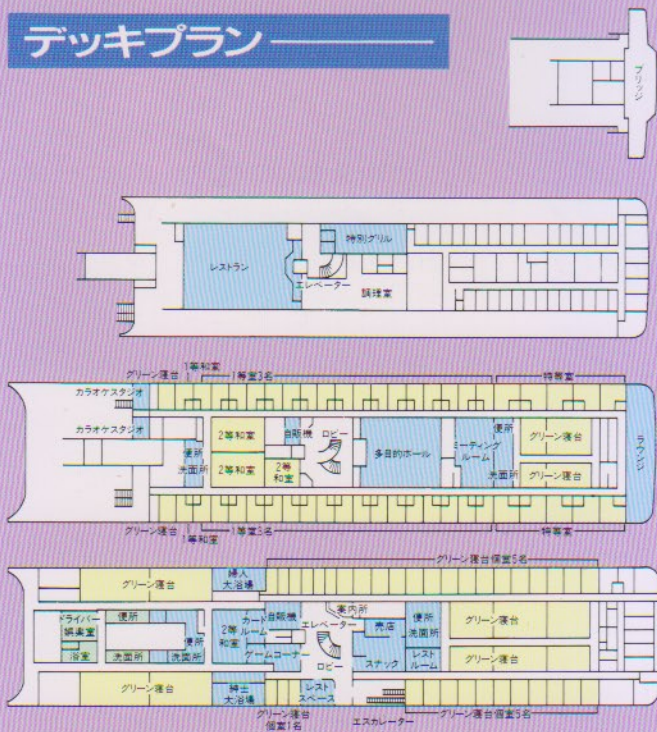 デッキプラン
ブリッジ
特別グリル
レストラン
エレベーター
調理室
1等和室
グリーン寝台
1等室3名
特等室
カラオケスタジオ
カラオケスタジオ
便所
洗面所
2等和室
2等和室
自販機
ロビー
2等
和室
多目的ホール
ミーティング
ルーム
便所
洗面所
グリーン寝台
グリーン寝台
ラウンジ
グリーン寝台
1等和室
1等室3名
特等室
グリーン寝台個室5名
グリーン寝台
婦人
大浴場
ドライバー
娯楽室
浴室
便所
洗面所
便所
洗面所
2等
和室
カード
ルーム
ゲームコーナー
自販機
エレベーター
案内所
ロビー
売店
スナック
便所
洗面所
レスト
ルーム
グリーン寝台
グリーン寝台
グリーン寝台
紳士
大浴場
レスト
スペース
グリーン寝台
個室1名
エスカレーター
グリーン寝台個室5名